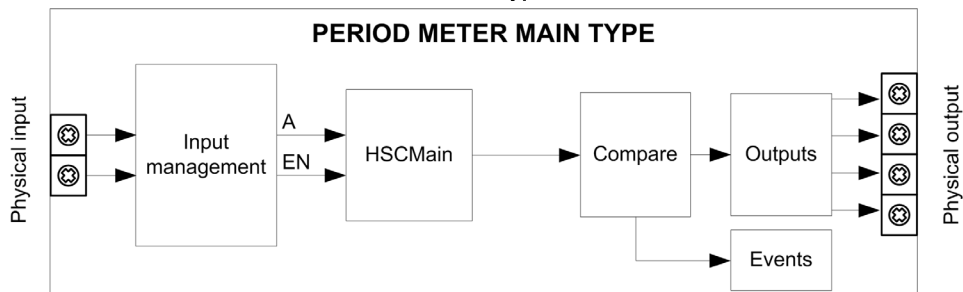 PERIOD METER MAIN TYPE
Physical input
Input
management
A
EN
HSCMain
Compare
Outputs
Events
Physical output